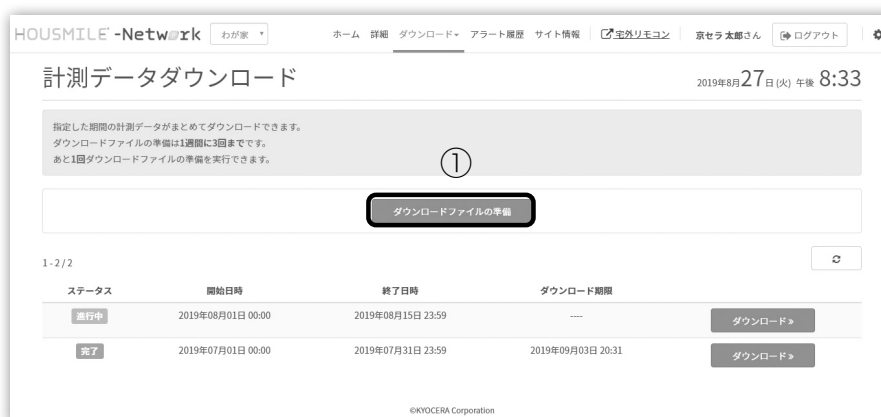 HOUSMILE-Network わが家 ホーム 詳細 ダウンロード アラート履歴 サイト情報 宅外リモコン 京セラ 太郎さん ログアウト
計測データダウンロード 2019年8月27日(火) 午後 8:33
指定した期間の計測データがまとめてダウンロードできます。
ダウンロードファイルの準備は1週間に3回までです。
あと1回ダウンロードファイルの準備を実行できます。
①
ダウンロードファイルの準備
1 - 2 / 2
ステータス 開始日時 終了日時 ダウンロード期限
進行中 2019年08月01日 00:00 2019年08月15日 23:59 ---- ダウンロード »
完了 2019年07月01日 00:00 2019年07月31日 23:59 2019年09月03日 20:31 ダウンロード »
©KYOCERA Corporation